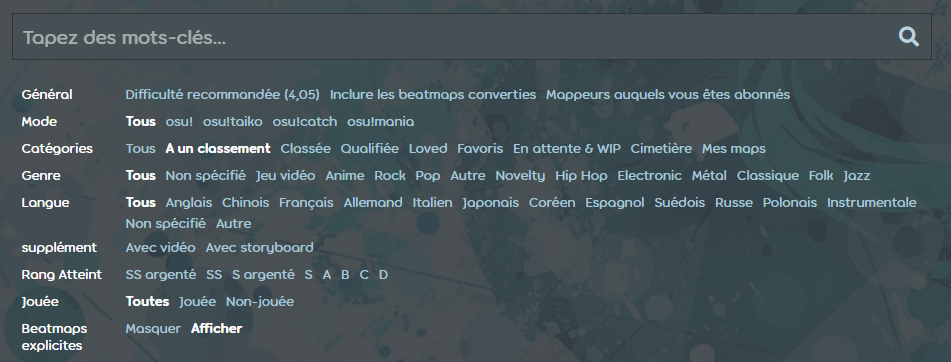 Tapez des mots-clés...
Général Difficulté recommandée (4,05) Inclure les beatmaps converties Mappeurs auquels vous êtes abonnés
Mode Tous osu! osu!taiko osu!catch osu!mania
Catégories Tous A un classement Classée Qualifiée Loved Favoris En attente & WIP Cimetière Mes maps
Genre Tous Non spécifié Jeu vidéo Anime Rock Pop Autre Novelty Hip Hop Electronic Métal Classique Folk Jazz
Langue Tous Anglais Chinois Français Allemand Italien Japonais Coréen Espagnol Suédois Russe Polonais Instrumentale
Non spécifié Autre
supplément Avec vidéo Avec storyboard
Rang Atteint SS argenté SS S argenté S A B C D
Jouée Toutes Jouée Non-jouée
Beatmaps Masquer Afficher
explicites